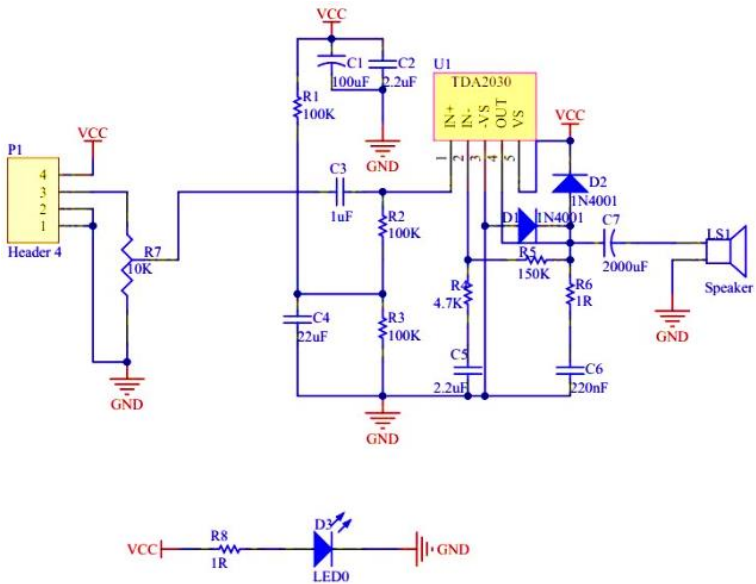 VCC
C1
100uF
C2
2.2uF
R1
100K
GND
U1
TDA2030
IN+
IN-
-VS
OUT
VS
1
2
3
4
5
VCC
D2
1N4001
D1
1N4001
C7
2000uF
LS1
Speaker
GND
P1
VCC
4
3
2
1
Header 4
R7
10K
GND
C3
1uF
R2
100K
R5
150K
R4
4.7K
R6
1R
C4
22uF
R3
100K
C5
2.2uF
C6
220nF
GND
VCC
R8
1R
D3
LED0
GND